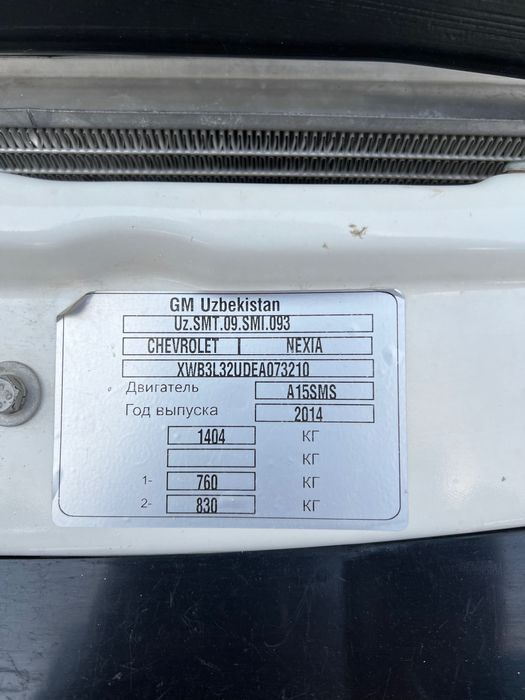 GM Uzbekistan
Uz.SMT.09.SMI.093
CHEVROLET NEXIA
XWB3L32UDEA073210
Двигатель A15SMS
Год выпуска 2014
1404 КГ
КГ
1- 760 КГ
2- 830 КГ